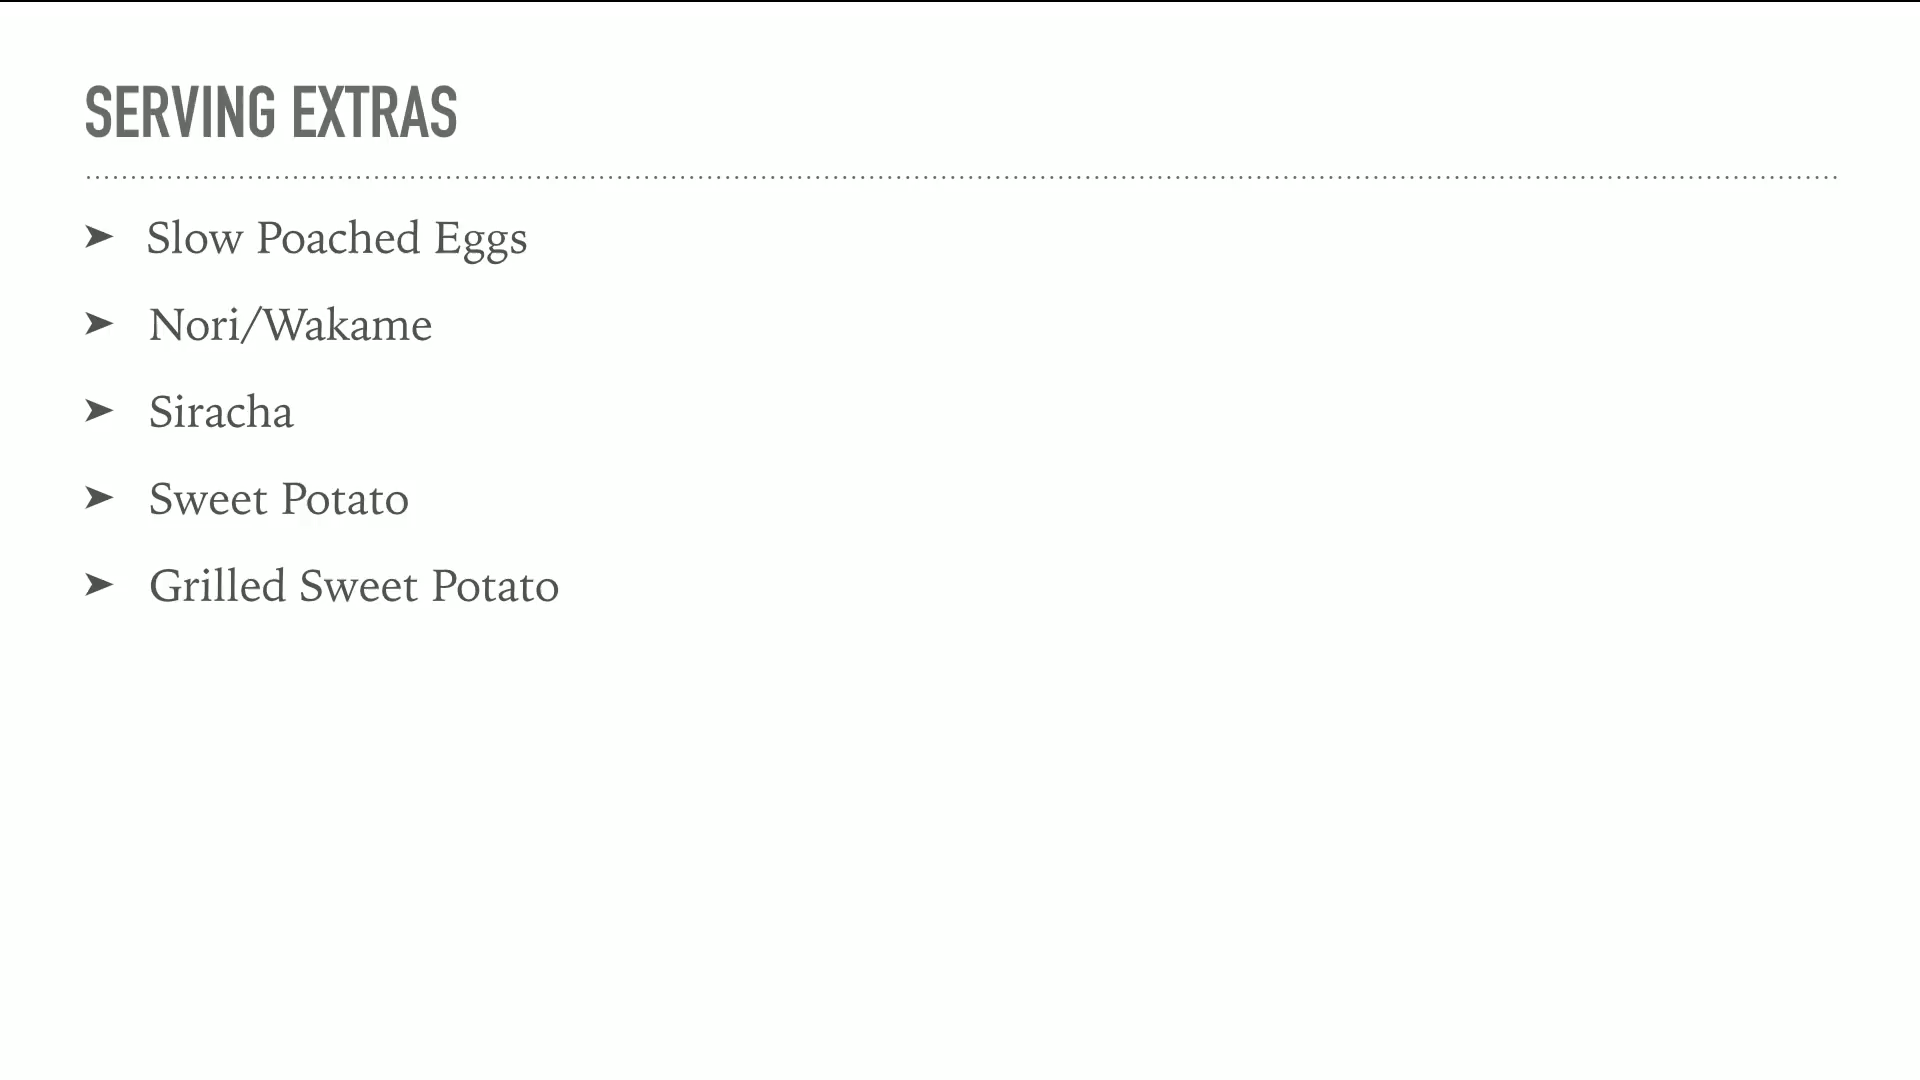 SERVING EXTRAS
➤ Slow Poached Eggs
➤ Nori/Wakame
➤ Siracha
➤ Sweet Potato
➤ Grilled Sweet Potato